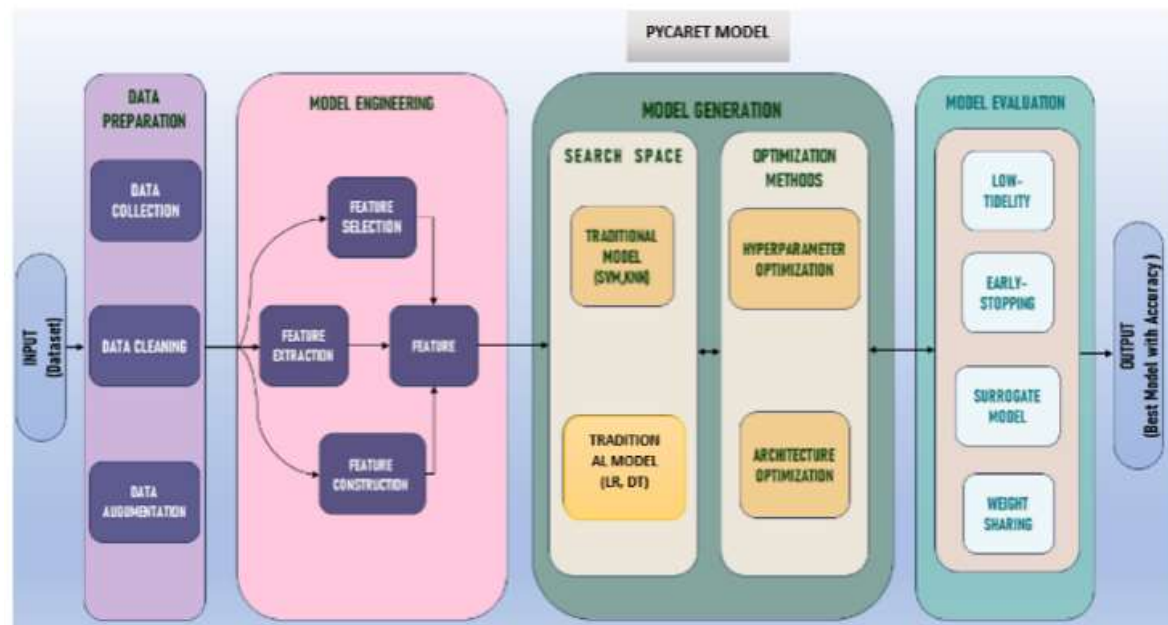 PYCARET MODEL
INPUT
(Dataset)
DATA
PREPARATION
DATA
COLLECTION
DATA CLEANING
DATA
AUGOMENTATION
MODEL ENGINEERING
FEATURE
SELECTION
FEATURE
EXTRACTION
FEATURE
FEATURE
CONSTRUCTION
MODEL GENERATION
SEARCH SPACE
TRADITIONAL
MODEL
(SVM,KNN)
TRADITION
AL MODEL
(LR, DT)
OPTIMIZATION
METHODS
HYPERPARAMETER
OPTIMIZATION
ARCHITECTURE
OPTIMIZATION
MODEL EVALUATION
LOW-
TIDELITY
EARLY-
STOPPING
SURROGATE
MODEL
WEIGHT
SHARING
OUTPUT
(Best Model with Accuracy )